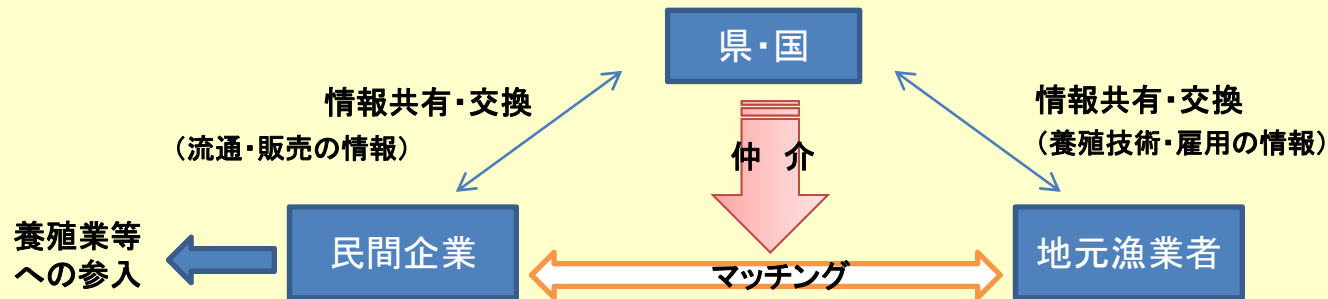 県・国
情報共有・交換
（流通・販売の情報）
情報共有・交換
（養殖技術・雇用の情報）
仲 介
養殖業等
への参入
民間企業
マッチング
地元漁業者